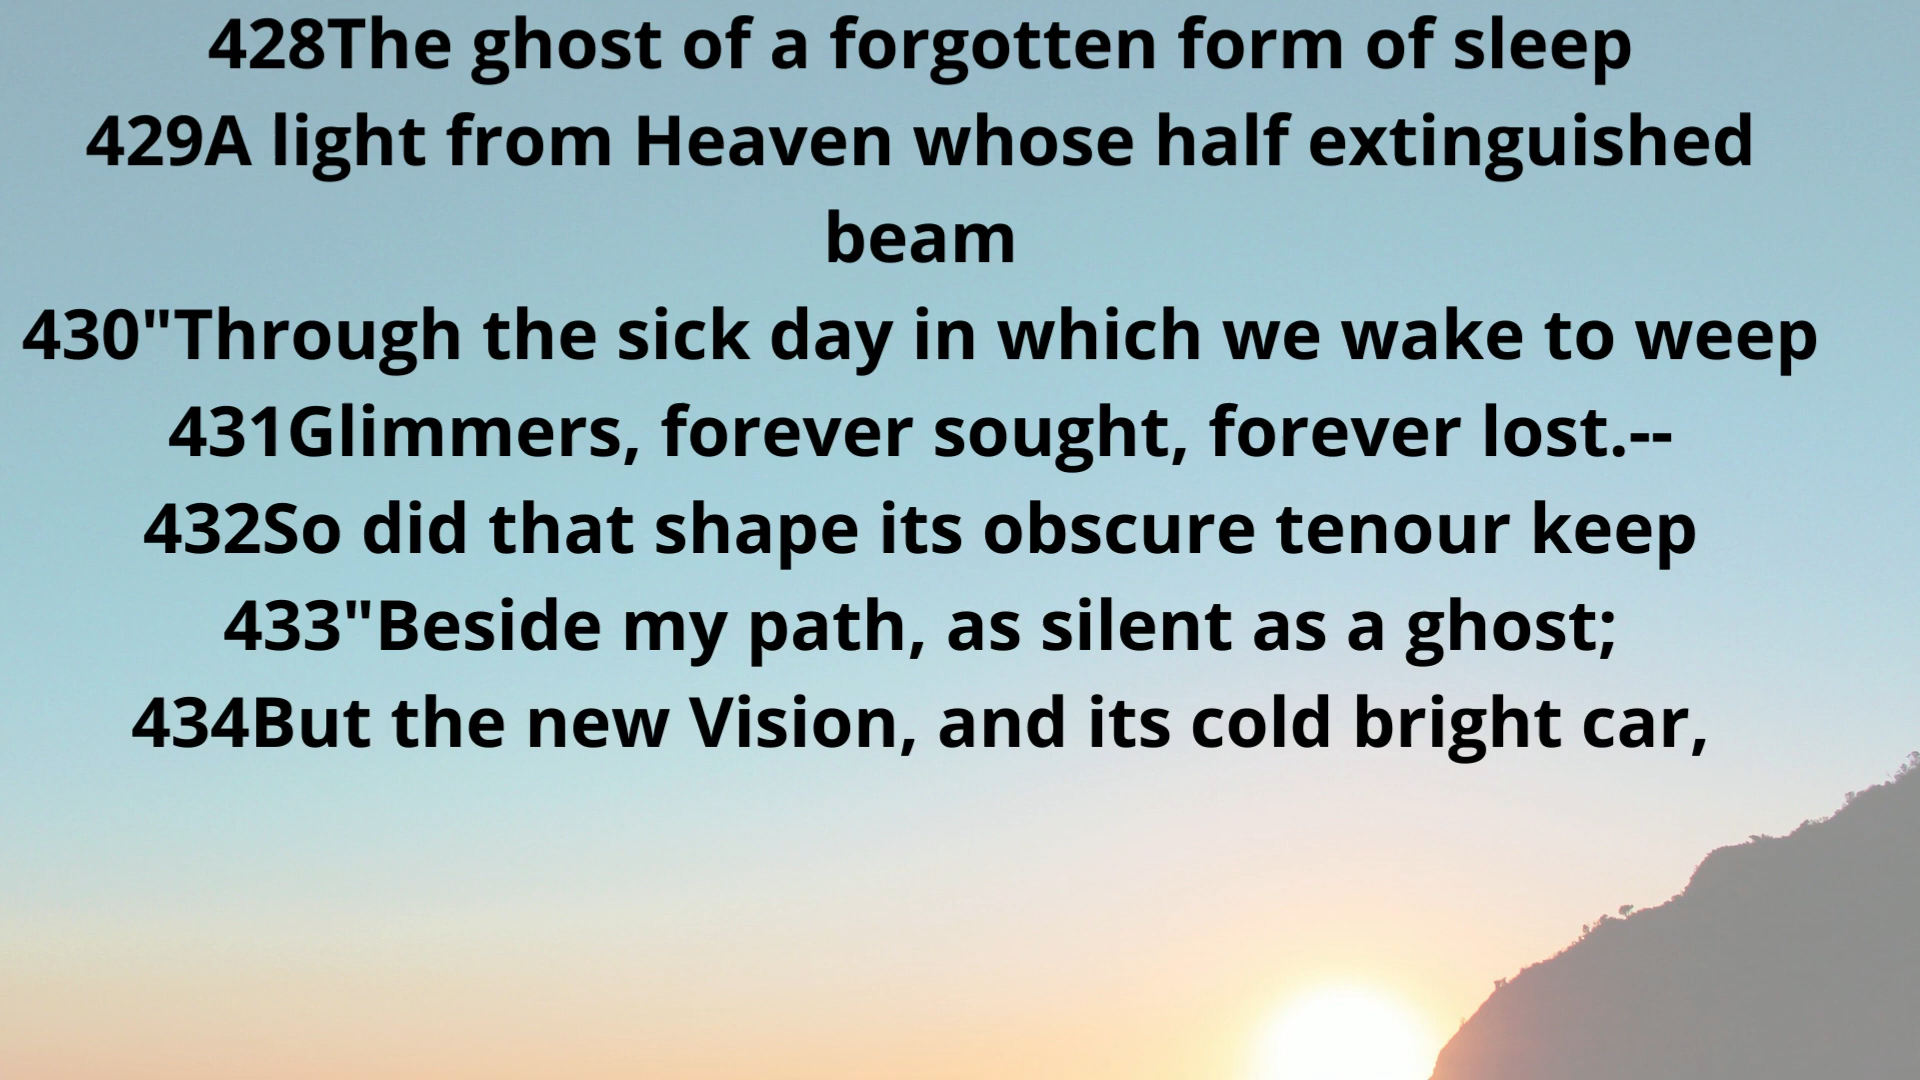 428The ghost of a forgotten form of sleep
429A light from Heaven whose half extinguished
beam
430"Through the sick day in which we wake to weep
431Glimmers, forever sought, forever lost.--
432So did that shape its obscure tenour keep
433"Beside my path, as silent as a ghost;
434But the new Vision, and its cold bright car,